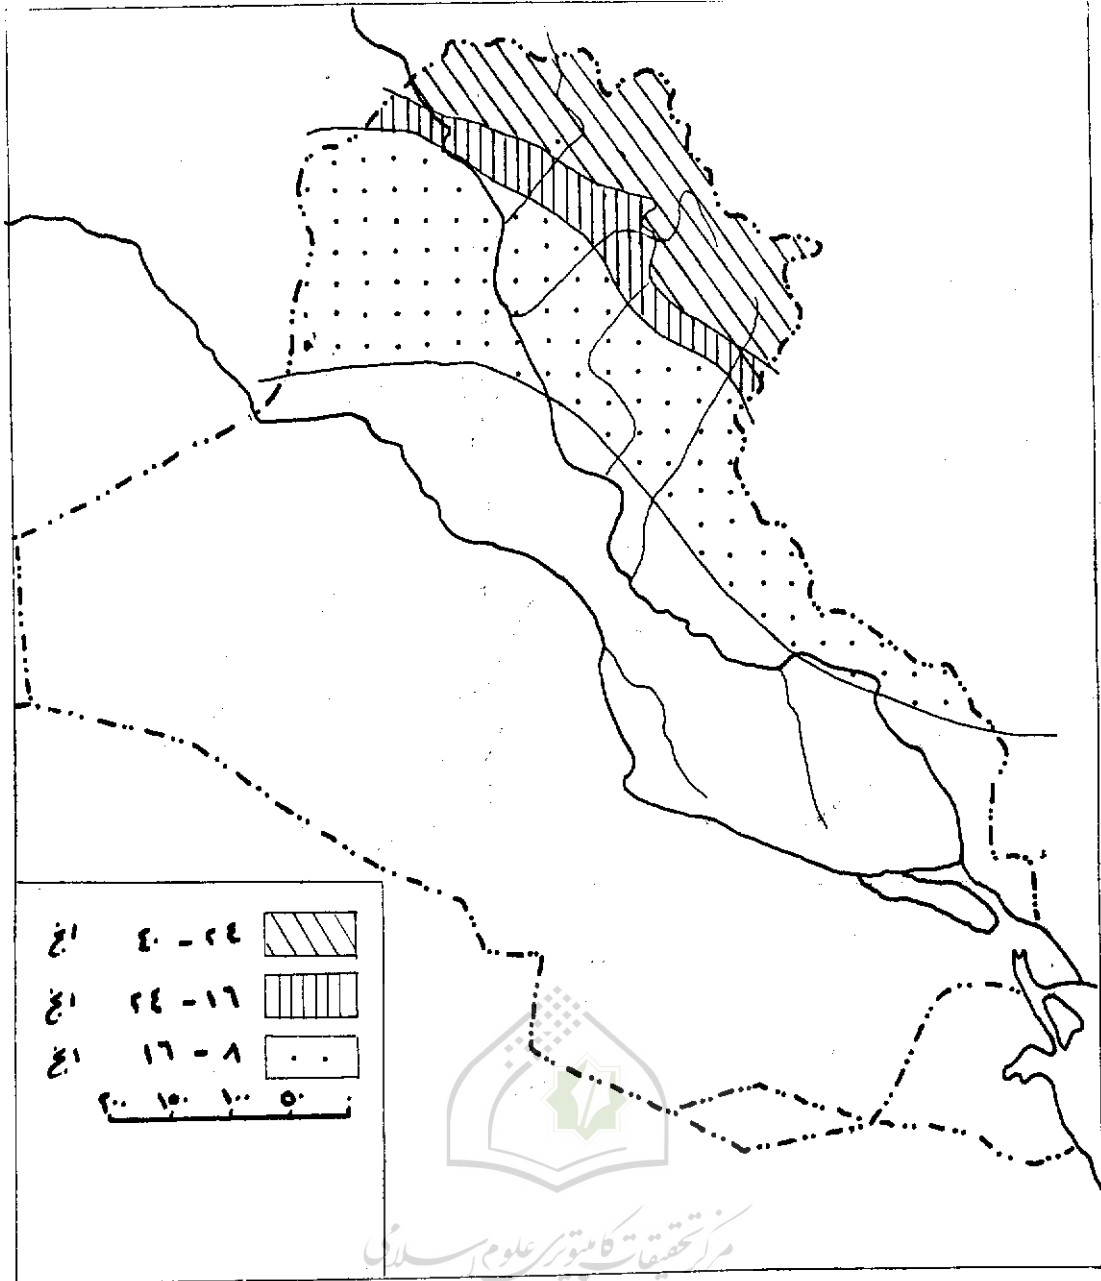 ٢٤ - ٤٠ انج
١٦ - ٢٤ انج
٨ - ١٦ انج
٠ ٥٠ ١٠٠ ١٥٠ ٢٠٠
مرکز تحقیقات کامپیوتری علوم اسلامی